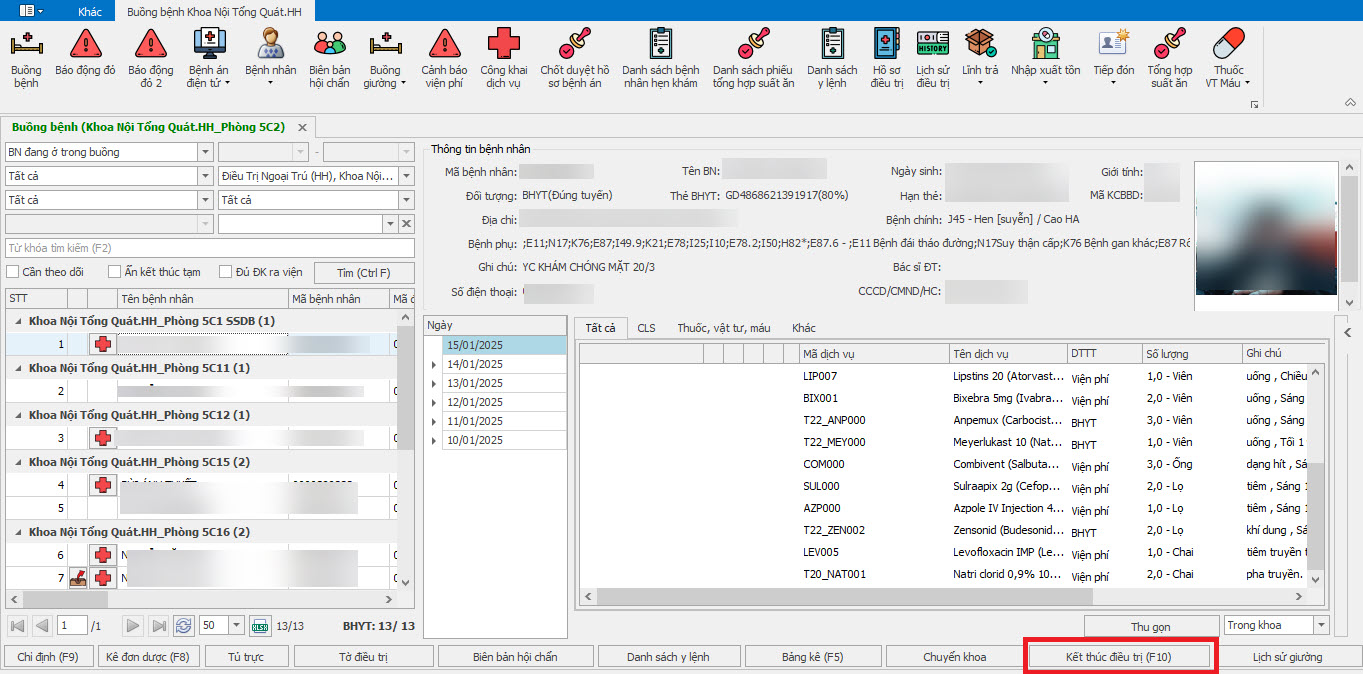 Khác Buồng bệnh Khoa Nội Tổng Quát.HH
Buồng bệnh
Báo động đỏ
Báo động đỏ 2
Bệnh án điện tử
Bệnh nhân
Biên bản hội chẩn
Buồng giường
Cảnh báo viện phí
Công khai dịch vụ
Chốt duyệt hồ sơ bệnh án
Danh sách bệnh nhân hẹn khám
Danh sách phiếu tổng hợp suất ăn
Danh sách y lệnh
Hồ sơ điều trị
HISTORY
Lịch sử điều trị
Lĩnh trả
Nhập xuất tồn
Tiếp đón
Tổng hợp suất ăn
Thuốc VT Máu
Buồng bệnh (Khoa Nội Tổng Quát.HH_Phòng 5C2)
BN đang ở trong buồng -
Tất cả Điều Trị Ngoại Trú (HH), Khoa Nội...
Tất cả Tất cả
Từ khóa tìm kiếm (F2)
Cần theo dõi Ẩn kết thúc tạm Đủ ĐK ra viện Tìm (Ctrl F)
STT Tên bệnh nhân Mã bệnh nhân Mã đ
Khoa Nội Tổng Quát.HH_Phòng 5C1 SSDB (1)
1
Khoa Nội Tổng Quát.HH_Phòng 5C11 (1)
2
Khoa Nội Tổng Quát.HH_Phòng 5C12 (1)
3
Khoa Nội Tổng Quát.HH_Phòng 5C15 (2)
4
5
Khoa Nội Tổng Quát.HH_Phòng 5C16 (2)
6 N
7 N
1 /1 50 XLSX 13/13 BHYT: 13/ 13
Thông tin bệnh nhân
Mã bệnh nhân: Tên BN: Ngày sinh: Giới tính:
Đối tượng: BHYT(Đúng tuyến) Thẻ BHYT: GD4868621391917(80%) Hạn thẻ: Mã KCBBD:
Địa chỉ: Bệnh chính: J45 - Hen [suyễn] / Cao HA
Bệnh phụ: ;E11;N17;K76;E87;I49.9;K21;E78;I25;I10;E78.2;I50;H82*;E87.6 - ;E11 Bệnh đái tháo đường;N17Suy thận cấp;K76 Bệnh gan khác;E87 Rố
Ghi chú: YC KHÁM CHÓNG MẶT 20/3 Bác sĩ ĐT:
Số điện thoại: CCCD/CMND/HC:
Ngày
15/01/2025
14/01/2025
13/01/2025
12/01/2025
11/01/2025
10/01/2025
Tất cả CLS Thuốc, vật tư, máu Khác
Mã dịch vụ Tên dịch vụ DTTT Số lượng Ghi chú
LIP007 Lipstins 20 (Atorvast... Viện phí 1,0 - Viên uống , Chiều
BIX001 Bixebra 5mg (Ivabra... Viện phí 2,0 - Viên uống , Sáng
T22_ANP000 Anpemux (Carbocist... BHYT 3,0 - Viên uống , Sáng
T22_MEY000 Meyerlukast 10 (Nat... BHYT 1,0 - Viên uống , Tối 1
COM000 Combivent (Salbuta... Viện phí 3,0 - Ống dạng hít , Sá
SUL000 Sulraapix 2g (Cefop... Viện phí 2,0 - Lọ tiêm , Sáng 1
AZP000 Azpole IV Injection 4... Viện phí 1,0 - Lọ tiêm , Sáng 1
T22_ZEN002 Zensonid (Budesonid... BHYT 2,0 - Lọ khí dung , Sá
LEV005 Levofloxacin IMP (Le... Viện phí 1,0 - Chai tiêm truyền t
T20_NAT001 Natri clorid 0,9% 10... Viện phí 2,0 - Chai pha truyền.
Thu gọn Trong khoa
Chỉ định (F9) Kê đơn dược (F8) Tủ trực Tờ điều trị Biên bản hội chẩn Danh sách y lệnh Bảng kê (F5) Chuyển khoa Kết thúc điều trị (F10) Lịch sử giường